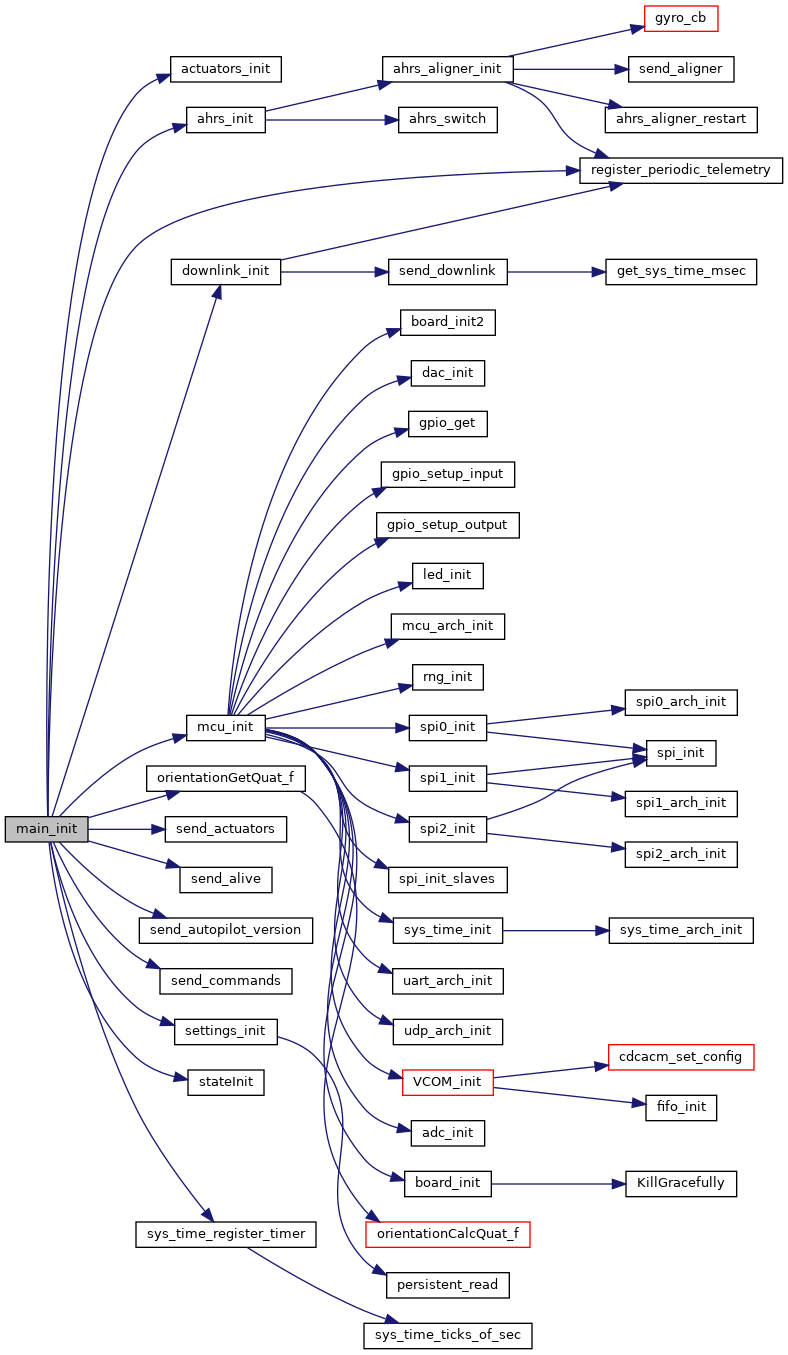 gyro_cb
actuators_init
ahrs_aligner_init
send_aligner
ahrs_init
ahrs_switch
ahrs_aligner_restart
register_periodic_telemetry
downlink_init
send_downlink
get_sys_time_msec
board_init2
dac_init
gpio_get
gpio_setup_input
gpio_setup_output
led_init
mcu_arch_init
rng_init
spi0_arch_init
mcu_init
spi0_init
spi_init
orientationGetQuat_f
spi1_init
spi1_arch_init
main_init
send_actuators
spi2_init
spi2_arch_init
send_alive
spi_init_slaves
send_autopilot_version
sys_time_init
sys_time_arch_init
send_commands
uart_arch_init
settings_init
udp_arch_init
cdcacm_set_config
stateInit
VCOM_init
fifo_init
adc_init
board_init
KillGracefully
sys_time_register_timer
orientationCalcQuat_f
persistent_read
sys_time_ticks_of_sec